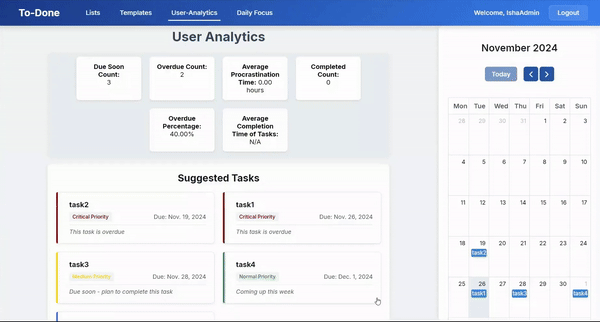 To-Done
Lists
Templates
User-Analytics
Daily Focus
Welcome, IshaAdmin
Logout
User Analytics
Due Soon
Count:
3
Overdue Count:
2
Average
Procrastination
Time: 0.00
hours
Completed
Count:
0
Overdue
Percentage:
40.00%
Average
Completion
Time of Tasks:
N/A
Suggested Tasks
task2
Critical Priority
Due: Nov. 19, 2024
This task is overdue
task1
Critical Priority
Due: Nov. 26, 2024
This task is overdue
task3
Medium Priority
Due: Nov. 28, 2024
Due soon - plan to complete this task
task4
Normal Priority
Due: Dec. 1, 2024
Coming up this week
November 2024
Today
Mon Tue Wed Thu Fri Sat Sun
28 29 30 31 1 2 3
4 5 6 7 8 9 10
11 12 13 14 15 16 17
18 19 20 21 22 23 24
task2
25 26 27 28 29 30 1
task1 task3 task4